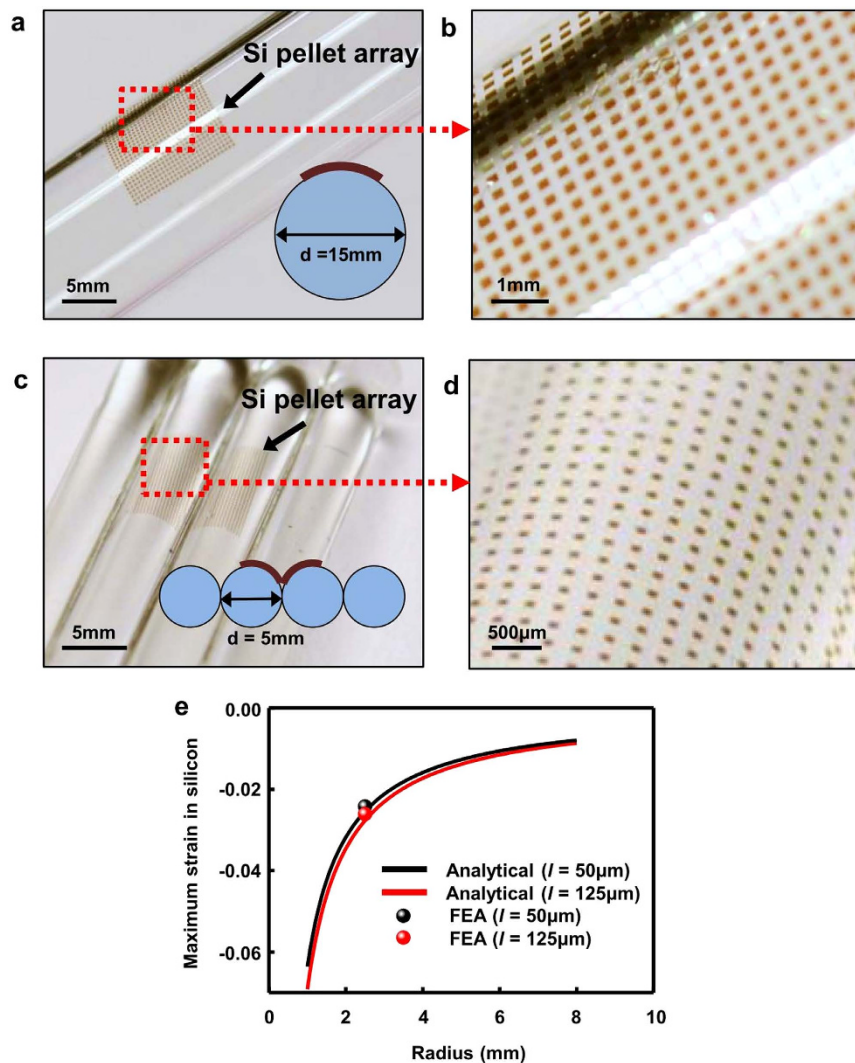 a
Si pellet array
d =15mm
5mm
b
1mm
c
Si pellet array
d = 5mm
5mm
d
500μm
e
Maximum strain in silicon
0.00
-0.02
-0.04
-0.06
Analytical (l = 50μm)
Analytical (l = 125μm)
FEA (l = 50μm)
FEA (l = 125μm)
0 2 4 6 8 10
Radius (mm)